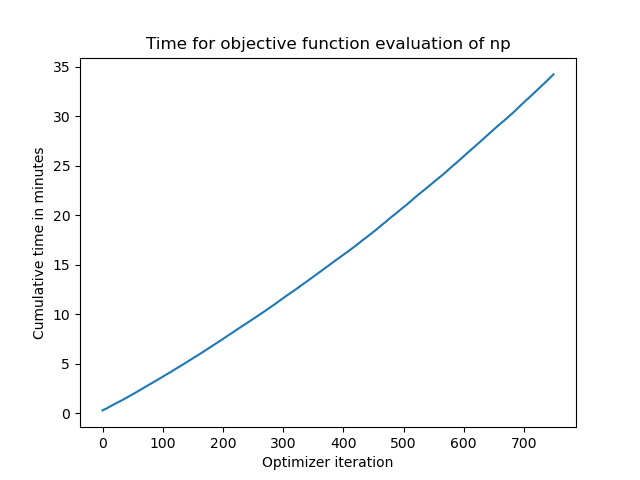 Time for objective function evaluation of np
35
30
25
20
15
10
5
0
Cumulative time in minutes
0 100 200 300 400 500 600 700
Optimizer iteration